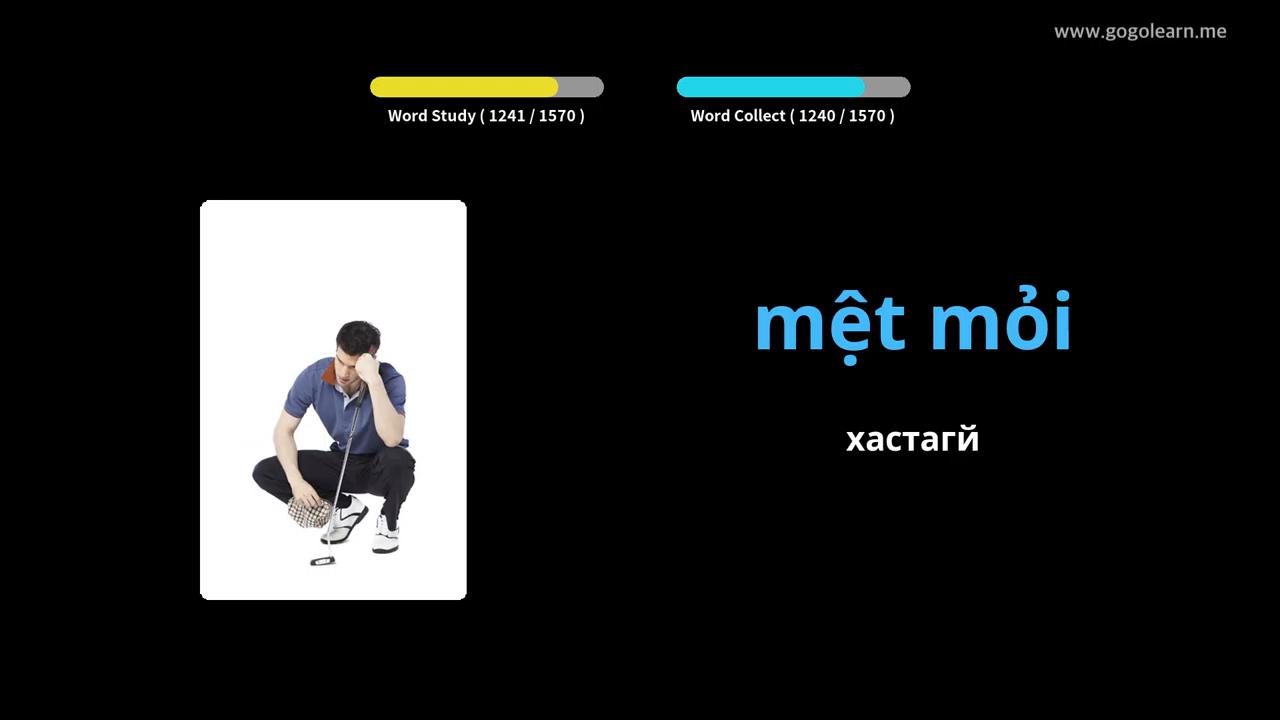 www.gogolearn.me
Word Study ( 1241 / 1570 )
Word Collect ( 1240 / 1570 )
mệt mỏi
хастагй